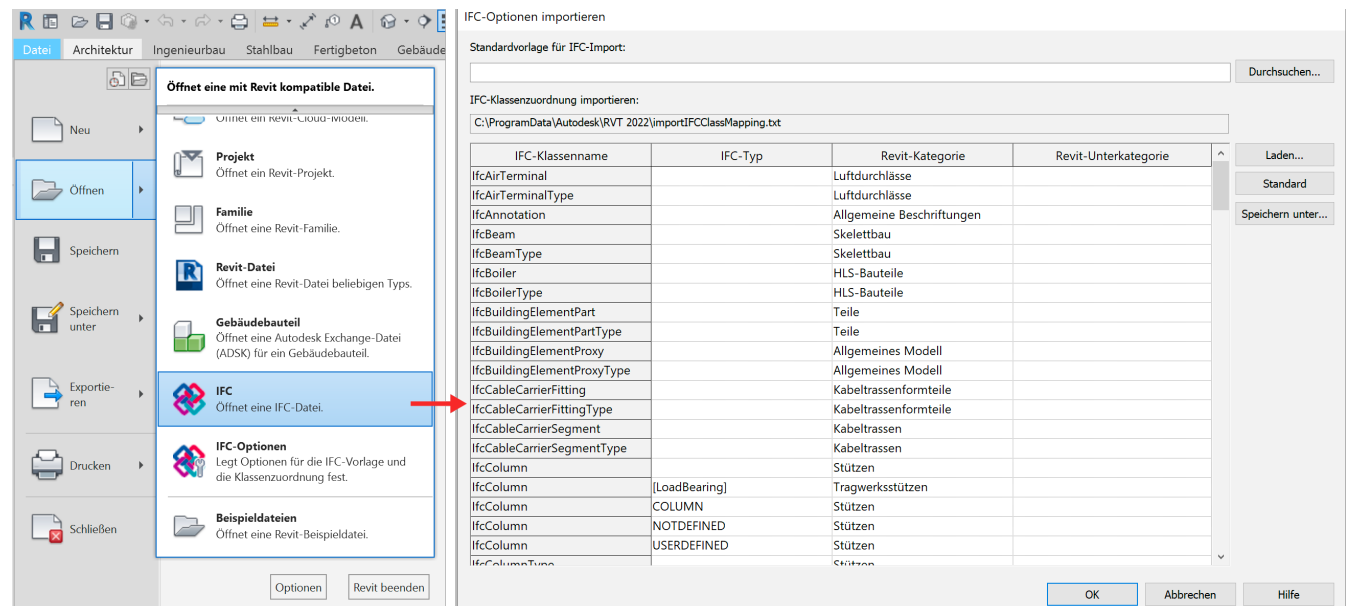 Datei Architektur Ingenieurbau Stahlbau Fertigbeton Gebäude
Öffnet eine mit Revit kompatible Datei.
Öffnet ein Revit-Cloud-Modell.
Neu
Öffnen
Speichern
Speichern
unter
Exportie-
ren
Drucken
Schließen
Projekt
Öffnet ein Revit-Projekt.
Familie
Öffnet eine Revit-Familie.
Revit-Datei
Öffnet eine Revit-Datei beliebigen Typs.
Gebäudebauteil
Öffnet eine Autodesk Exchange-Datei
(ADSK) für ein Gebäudebauteil.
IFC
Öffnet eine IFC-Datei.
IFC-Optionen
Legt Optionen für die IFC-Vorlage und
die Klassenzuordnung fest.
Beispieldateien
Öffnet eine Revit-Beispieldatei.
Optionen Revit beenden
IFC-Optionen importieren
Standardvorlage für IFC-Import:
Durchsuchen...
IFC-Klassenzuordnung importieren:
C:\ProgramData\Autodesk\RVT 2022\importIFCClassMapping.txt
IFC-Klassenname IFC-Typ Revit-Kategorie Revit-Unterkategorie
IfcAirTerminal Luftdurchlässe
IfcAirTerminalType Luftdurchlässe
IfcAnnotation Allgemeine Beschriftungen
IfcBeam Skelettbau
IfcBeamType Skelettbau
IfcBoiler HLS-Bauteile
IfcBoilerType HLS-Bauteile
IfcBuildingElementPart Teile
IfcBuildingElementPartType Teile
IfcBuildingElementProxy Allgemeines Modell
IfcBuildingElementProxyType Allgemeines Modell
IfcCableCarrierFitting Kabeltrassenformteile
IfcCableCarrierFittingType Kabeltrassenformteile
IfcCableCarrierSegment Kabeltrassen
IfcCableCarrierSegmentType Kabeltrassen
IfcColumn Stützen
IfcColumn [LoadBearing] Tragwerksstützen
IfcColumn COLUMN Stützen
IfcColumn NOTDEFINED Stützen
IfcColumn USERDEFINED Stützen
IfcColumnType Stützen
Laden...
Standard
Speichern unter...
OK Abbrechen Hilfe